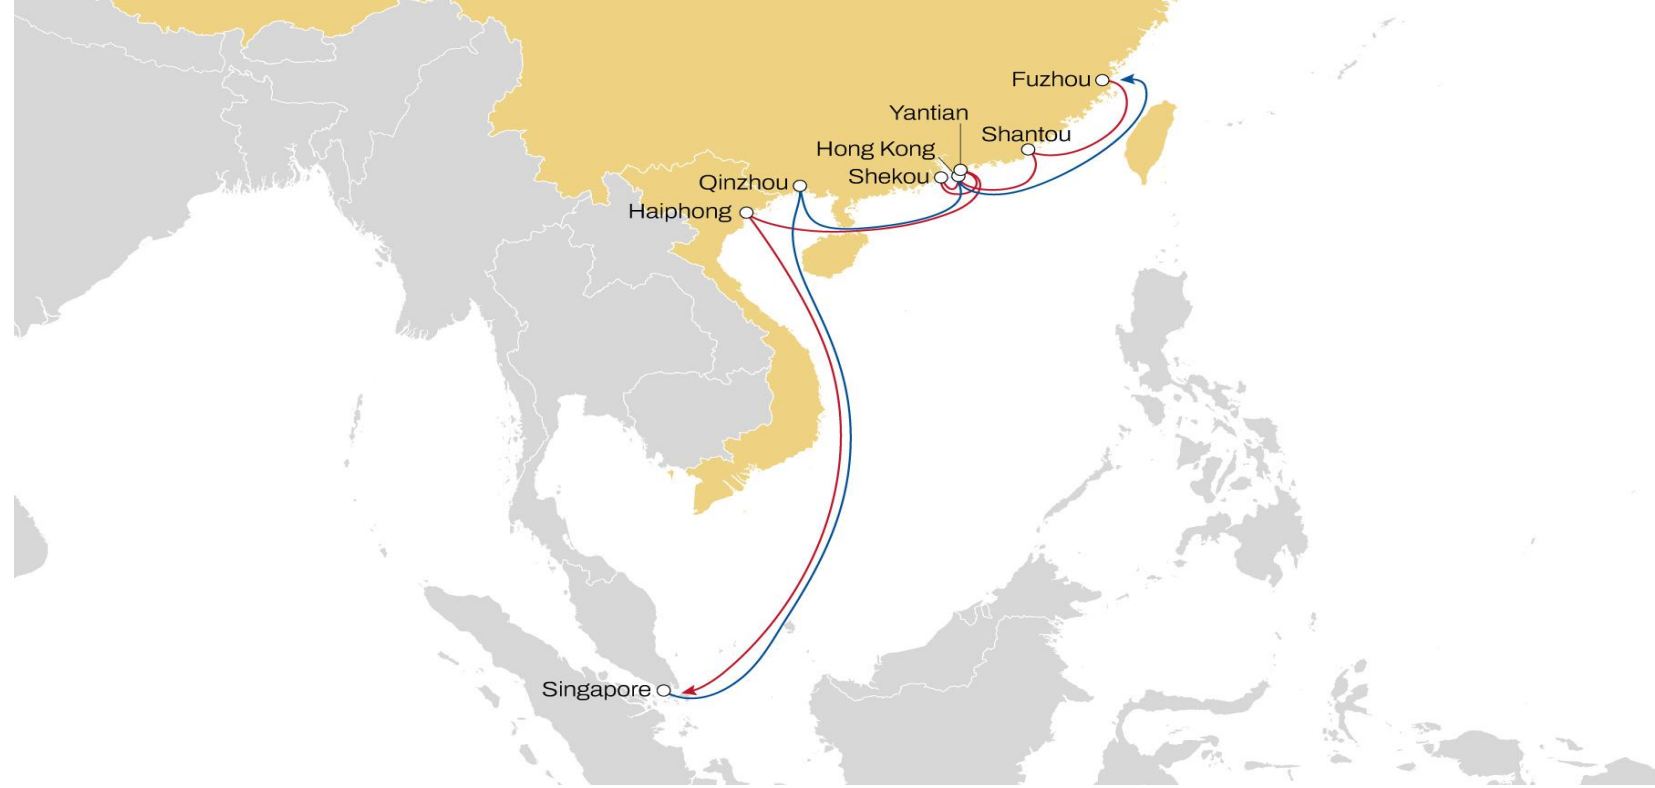 Fuzhou
Yantian
Shantou
Hong Kong
Shekou
Qinzhou
Haiphong
Singapore